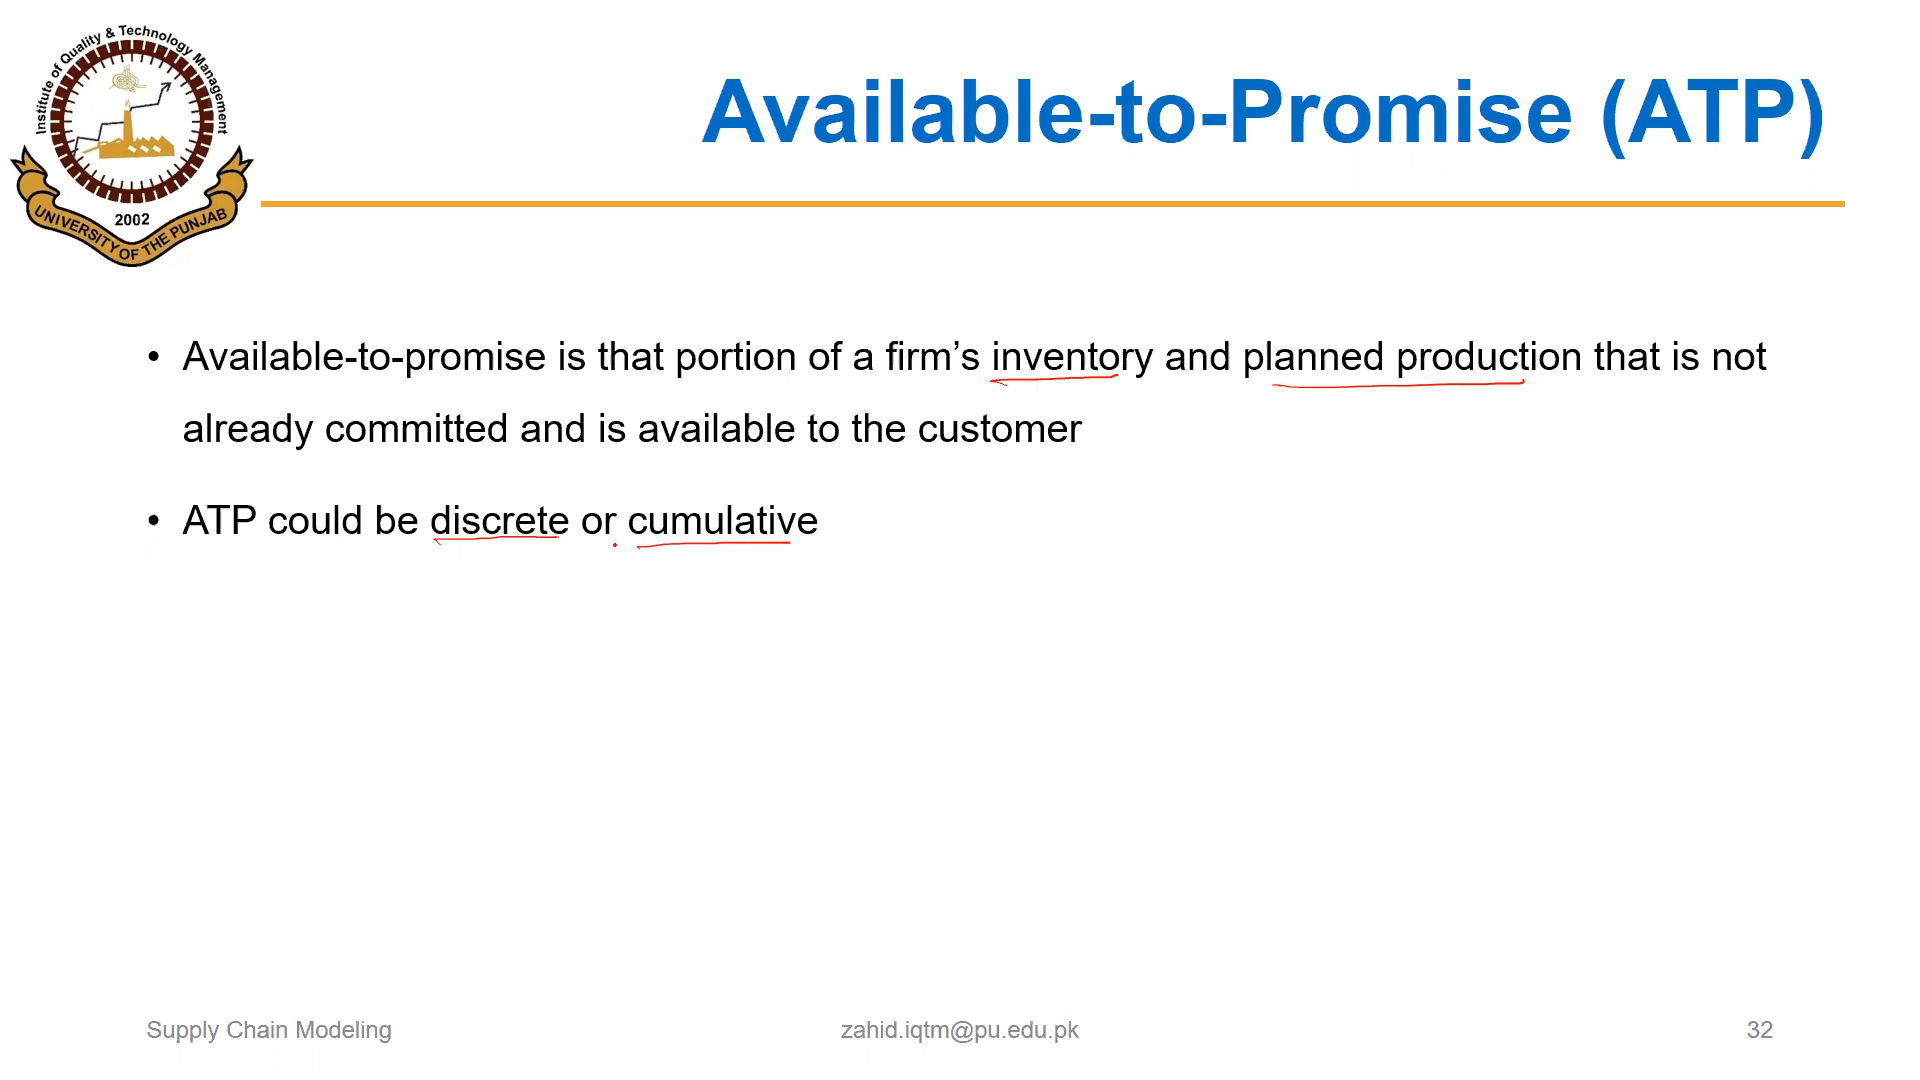 Institute of Quality & Technology Management
2002
UNIVERSITY OF THE PUNJAB
Available-to-Promise (ATP)
• Available-to-promise is that portion of a firm’s inventory and planned production that is not
already committed and is available to the customer
• ATP could be discrete or cumulative
Supply Chain Modeling
zahid.iqtm@pu.edu.pk
32